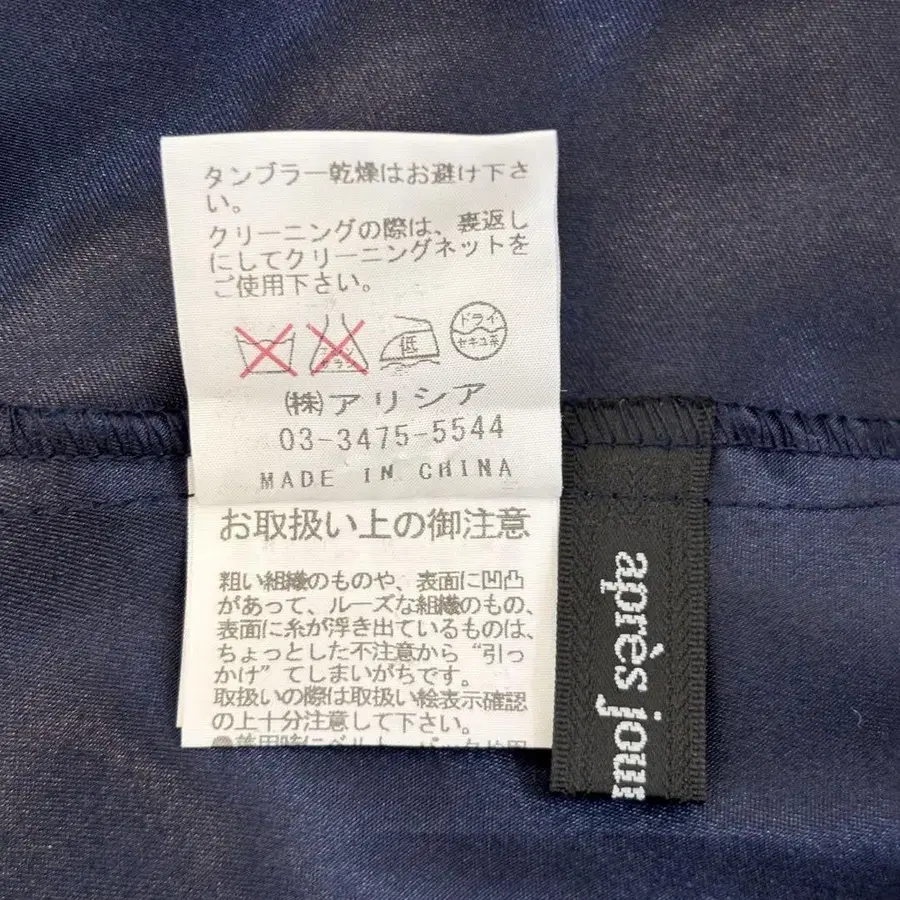 タンブラー乾燥はお避け下さ
い。
クリーニングの際は、裏返し
にしてクリーニングネットを
ご使用下さい。
エンソ
サラシ
低
ドライ
セキユ系
㈱アリシア
03-3475-5544
MADE IN CHINA
お取扱い上の御注意
粗い組織のものや、表面に凹凸
があって、ルーズな組織のもの、
表面に糸が浮き出ているものは、
ちょっとした不注意から“引っ
かけ”てしまいがちです。
取扱いの際は取扱い絵表示確認
の上十分注意して下さい。
après jour